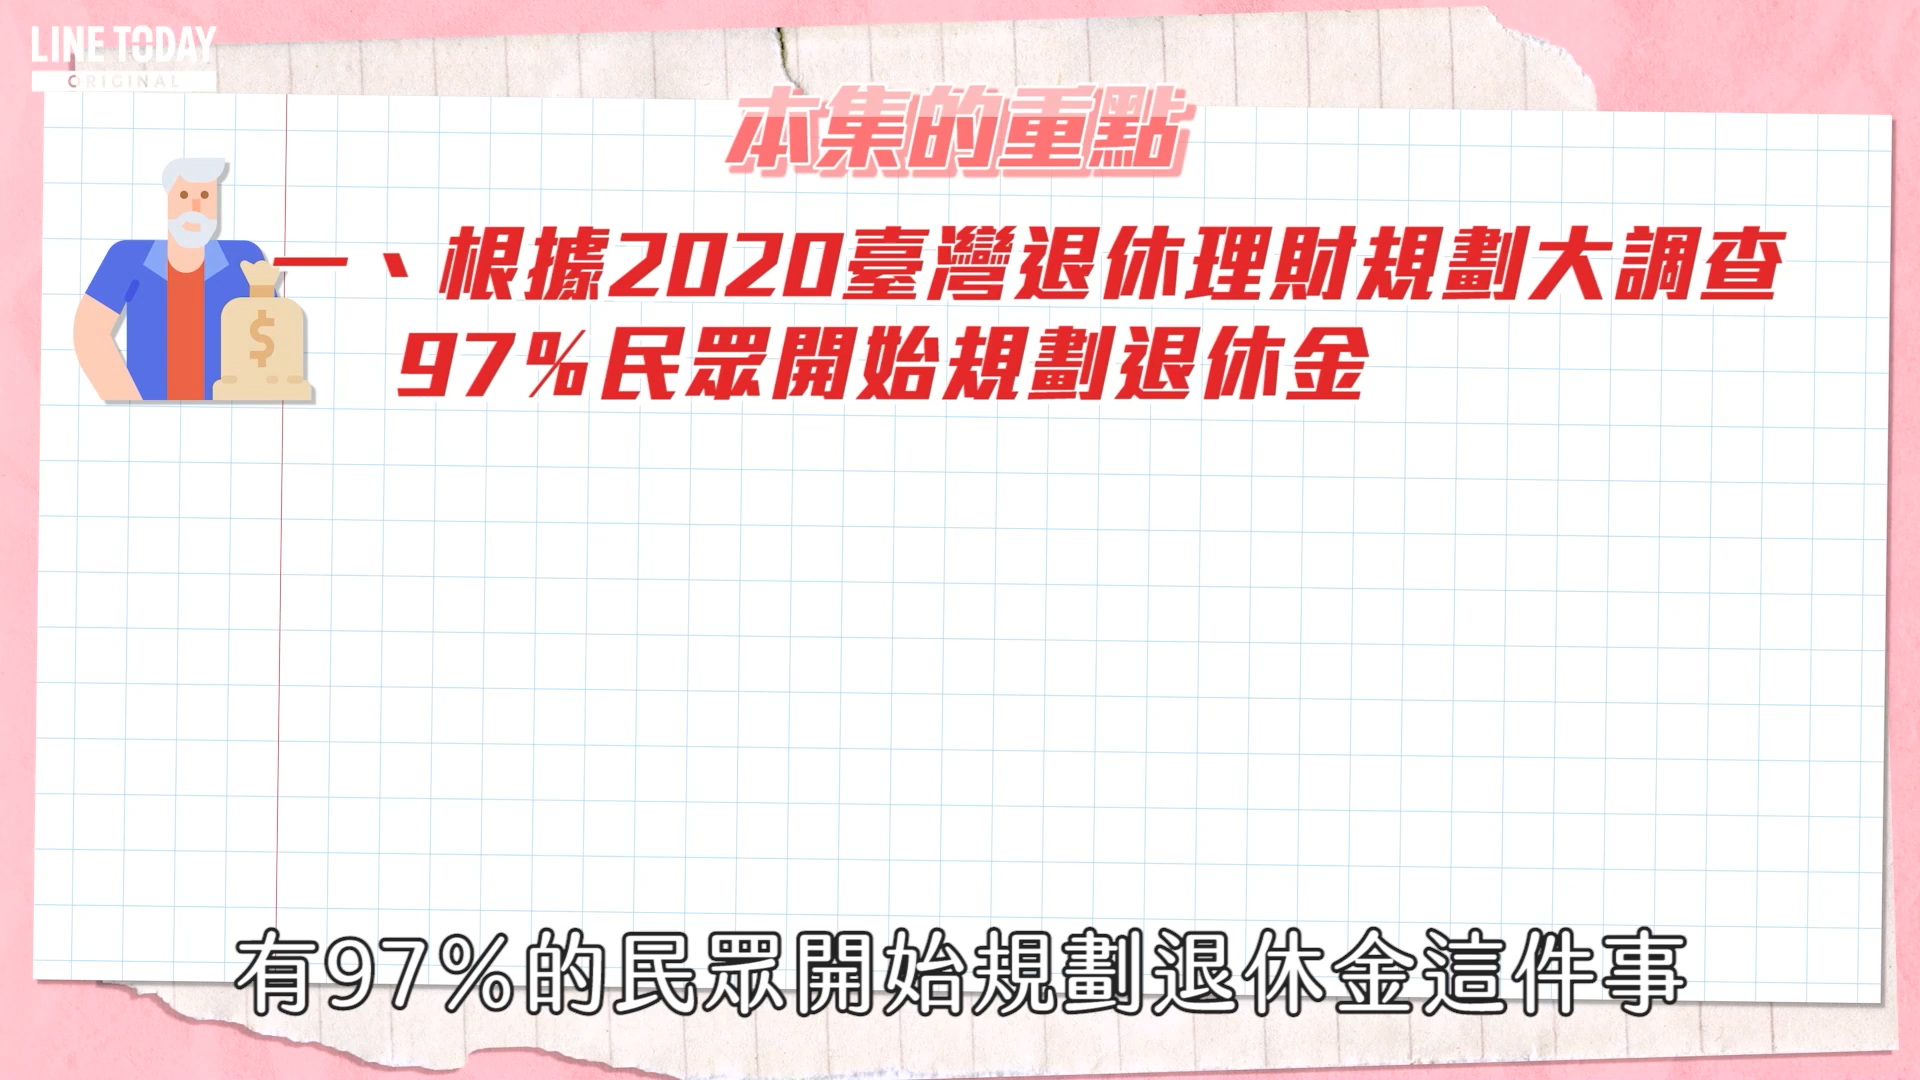 LINE TODAY
ORIGINAL
本集的重點
一、根據2020臺灣退休理財規劃大調查
97%民眾開始規劃退休金
$
有97%的民眾開始規劃退休金這件事